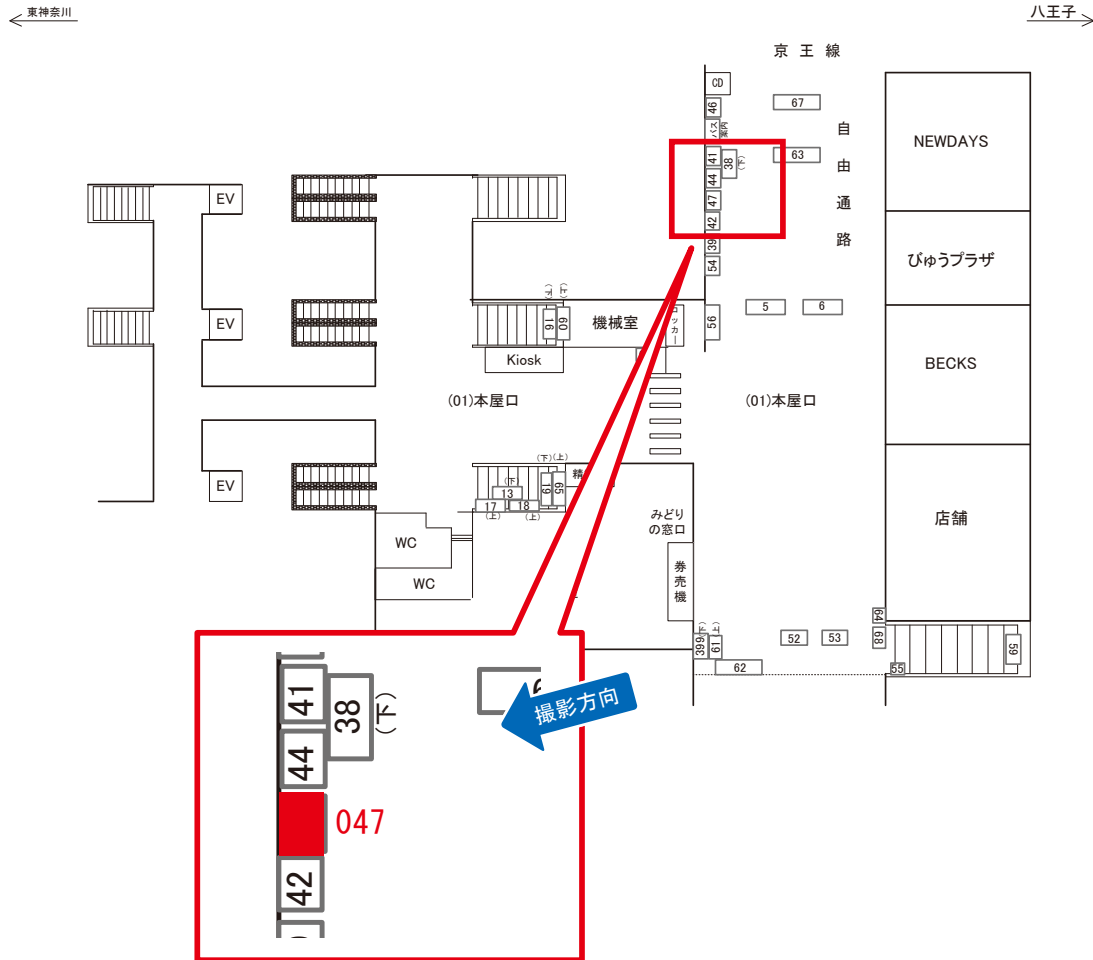 東神奈川
八王子
京王線
CD
46
67
バス案内
自由通路
NEWDAYS
41
38
(下)
63
44
EV
47
42
39
びゅうプラザ
54
(下)
(上)
5
6
EV
16
60
機械室
ロッカー
56
Kiosk
BECKS
(01)本屋口
(01)本屋口
(下)(上)
精
EV
(下
13
19
65
17
18
(上)
(上)
みどり
の窓口
店舗
WC
券売機
WC
64
(下)
(上)
399
61
52
53
68
59
62
55
41
38
(下)
撮影方向
44
047
42